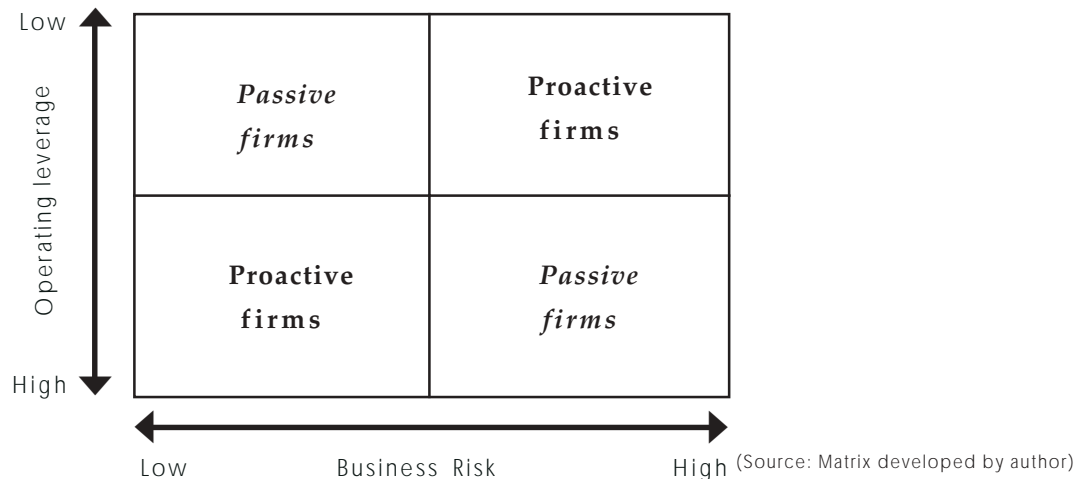 Low
Operating leverage
Passive
firms
Proactive
firms
Proactive
firms
Passive
firms
High
Low
Business Risk
High
(Source: Matrix developed by author)